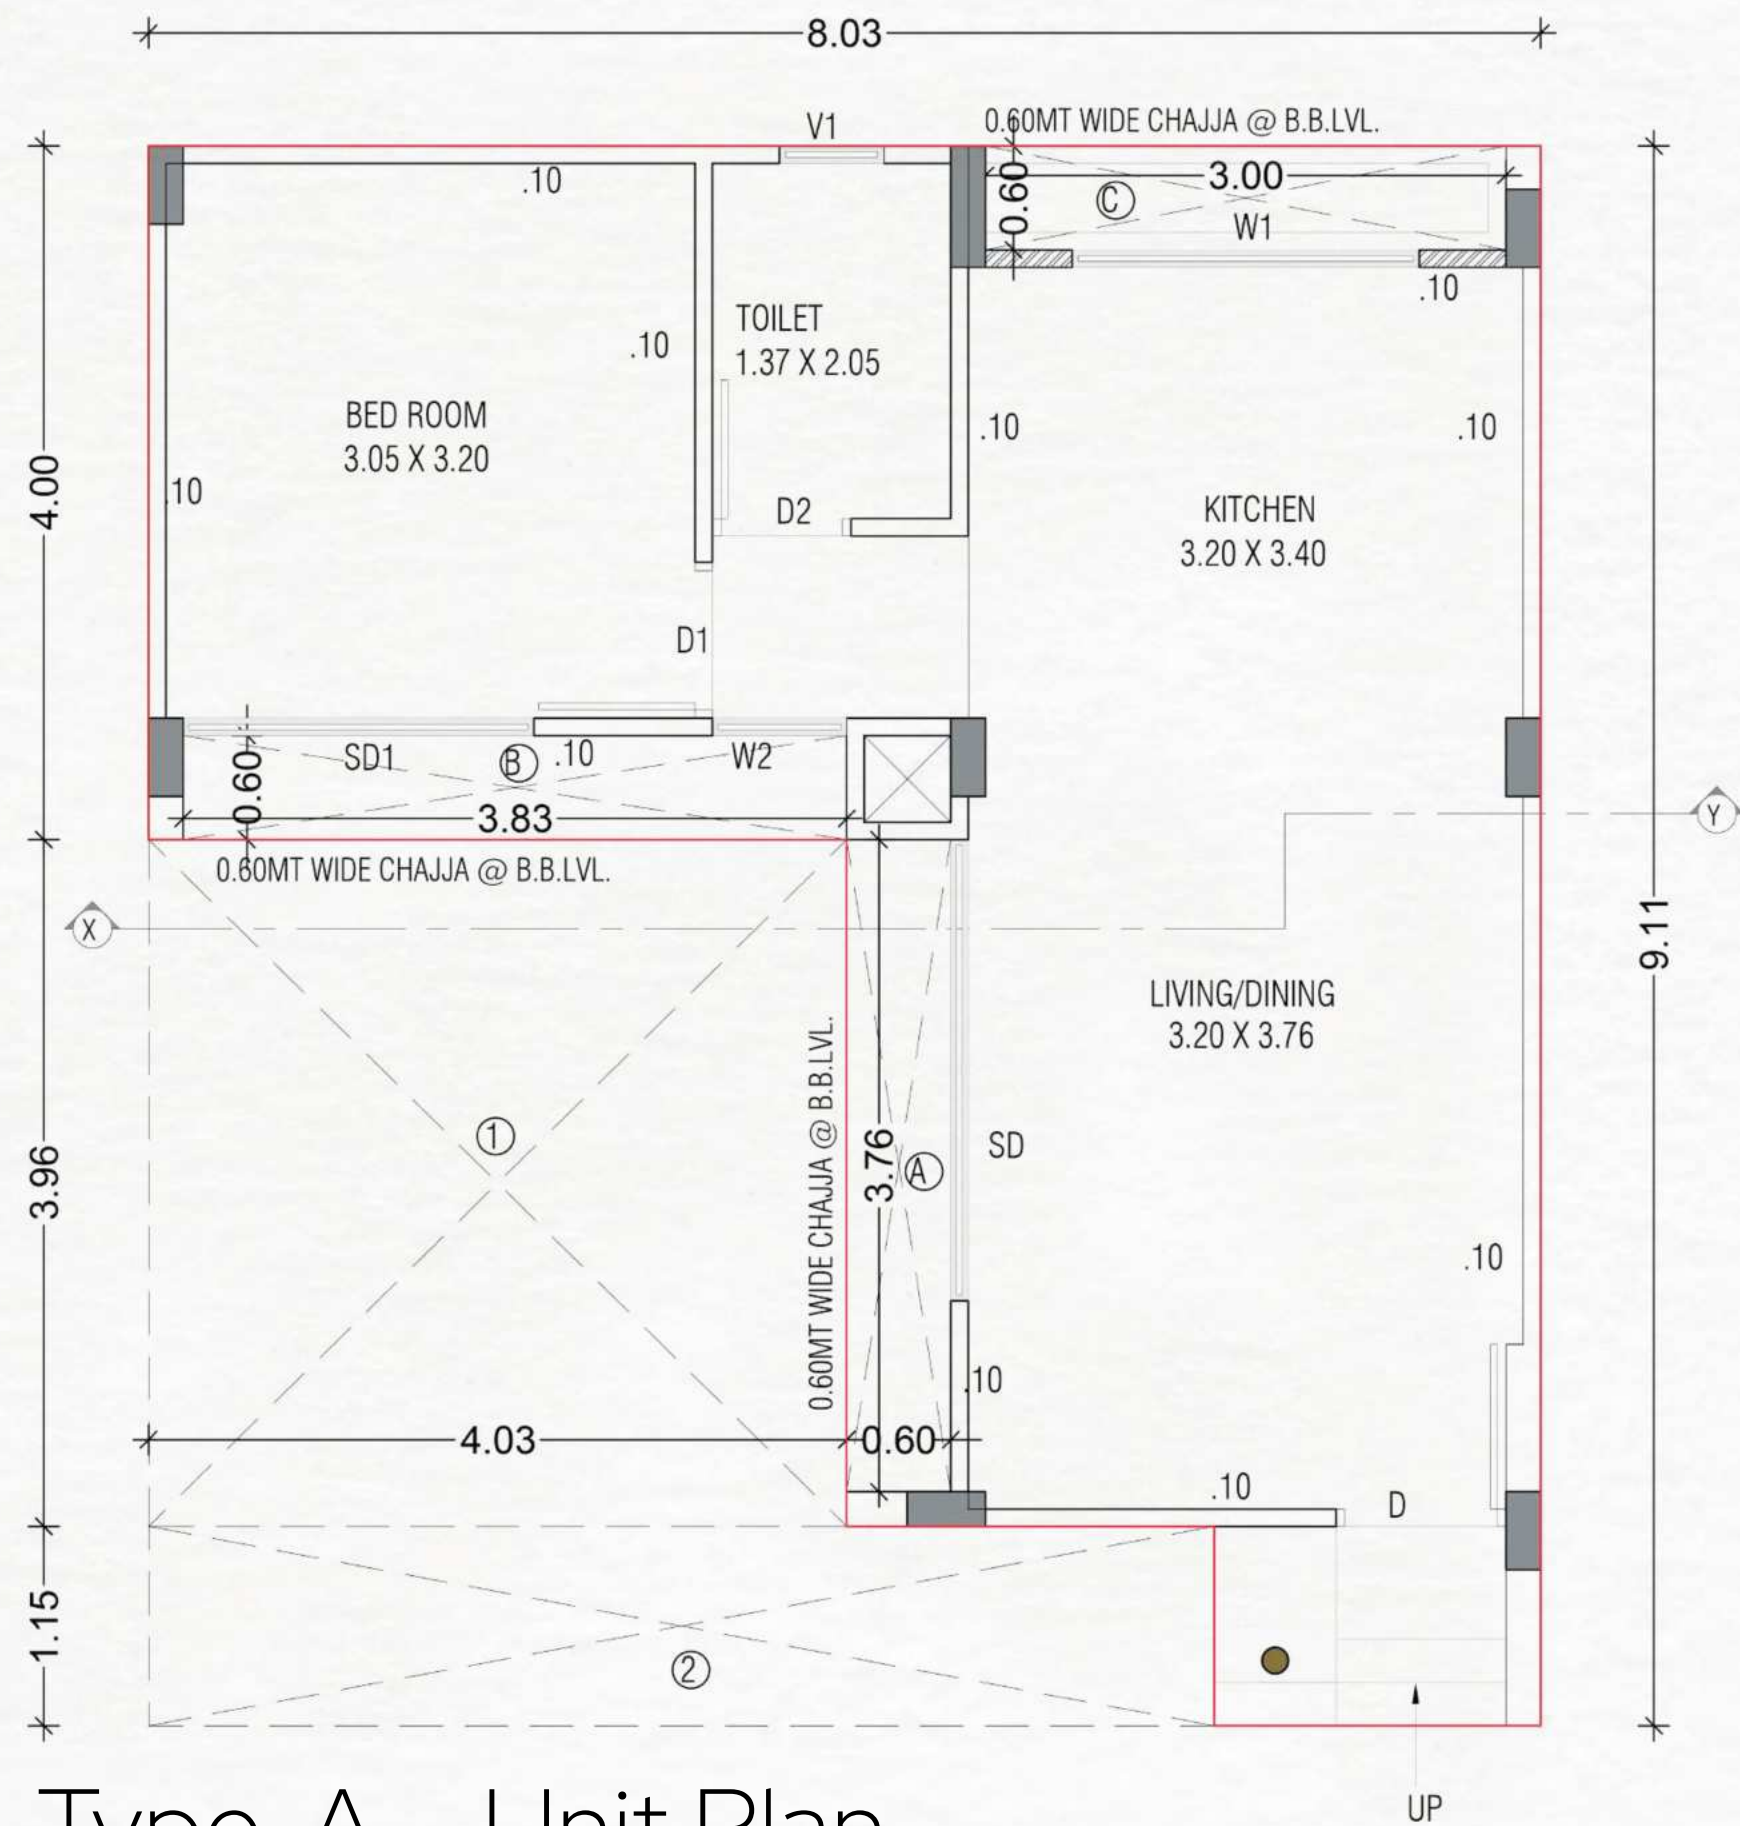 8.03
V1
0.60MT WIDE CHAJJA @ B.B.LVL.
.10
0.60
C
3.00
W1
.10
TOILET
1.37 X 2.05
.10
BED ROOM
3.05 X 3.20
.10
.10
.10
4.00
D2
KITCHEN
3.20 X 3.40
D1
SD1
B
.10
W2
0.60
3.83
Y
0.60MT WIDE CHAJJA @ B.B.LVL.
X
9.11
LIVING/DINING
3.20 X 3.76
1
0.60MT WIDE CHAJJA @ B.B.LVL.
3.76
A
SD
3.96
.10
.10
4.03
0.60
.10
D
1.15
2
UP
Type A - Unit Plan